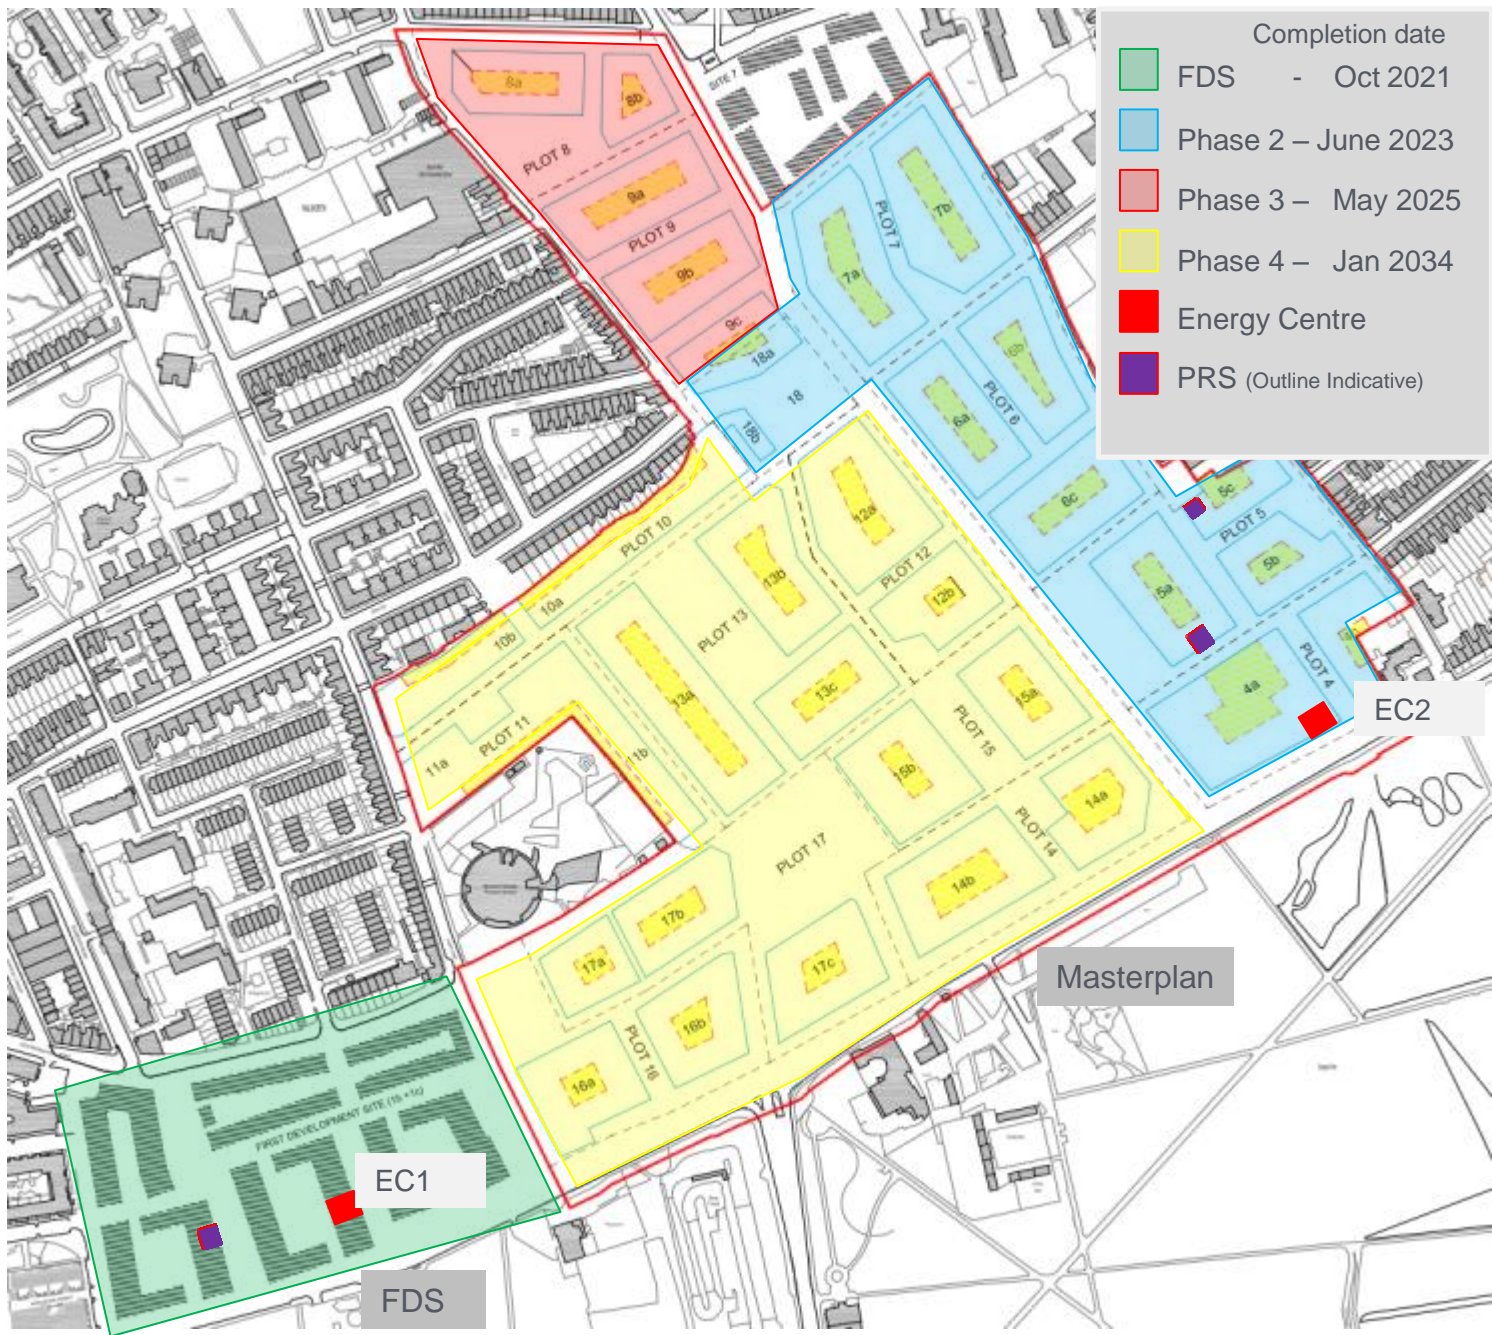 Completion date
FDS - Oct 2021
Phase 2 – June 2023
Phase 3 – May 2025
Phase 4 – Jan 2034
Energy Centre
PRS (Outline Indicative)
SITE 7
8a
8b
PLOT 8
9a
PLOT 9
9b
9c
18a
18
18b
7a
PLOT 7
7b
6a
PLOT 6
6b
6c
5c
PLOT 5
5b
5a
4a
PLOT 4
EC2
PLOT 10
10a
10b
PLOT 11
11a
11b
12a
PLOT 12
12b
13b
PLOT 13
13a
13c
15a
PLOT 15
15b
14a
PLOT 14
14b
PLOT 17
17b
17a
17c
16b
PLOT 16
16a
Masterplan
FIRST DEVELOPMENT SITE (1b +1c)
EC1
FDS